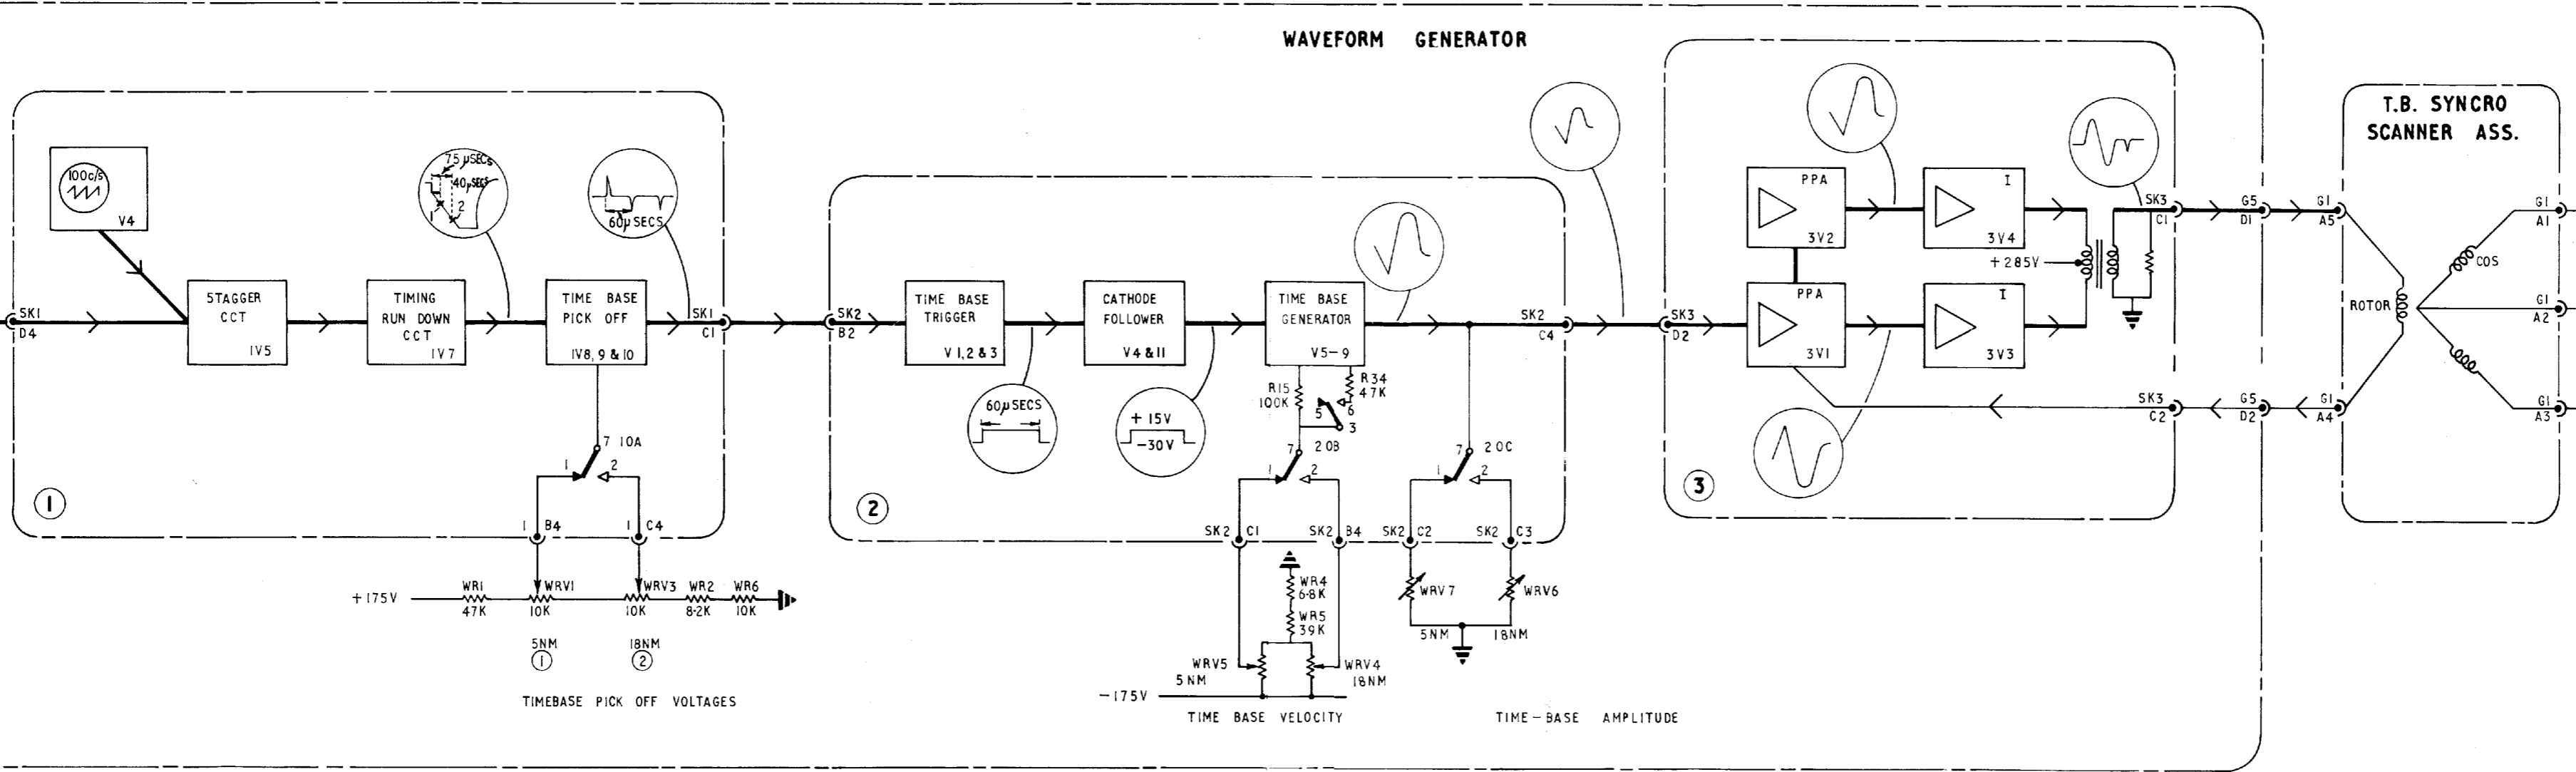 WAVEFORM GENERATOR
T.B. SYNCRO
SCANNER ASS.
100c/s
V4
75 µSECs
40µSECS
1
2
60µ SECS
SK1
D4
STAGGER
CCT
1V5
TIMING
RUN DOWN
CCT
1V7
TIME BASE
PICK OFF
1V8, 9 & 10
SK1
C1
7 10A
1
2
1
1 B4
1 C4
+175V
WR1
47K
WRV1
10K
WRV3
10K
WR2
8·2K
WR6
10K
5NM
1
18NM
2
TIMEBASE PICK OFF VOLTAGES
SK2
B2
TIME BASE
TRIGGER
V 1, 2 & 3
CATHODE
FOLLOWER
V4 & 11
TIME BASE
GENERATOR
V5-9
SK2
C4
60µ SECS
+ 15V
−30V
R15
100K
R34
47K
5
6
3
7 20B
1
2
7 20C
1
2
2
SK2 C1
SK2 B4
SK2 C2
SK2 C3
WR4
6·8K
WR5
39K
WRV5
5NM
WRV4
18NM
−175V
TIME BASE VELOCITY
WRV7
WRV6
5NM
18NM
TIME-BASE AMPLITUDE
SK3
D2
PPA
3V2
I
3V4
PPA
3V1
I
3V3
+285V
SK3
C1
SK3
C2
3
G5
D1
G5
D2
G1
A5
G1
A4
ROTOR
COS
G1
A1
G1
A2
G1
A3